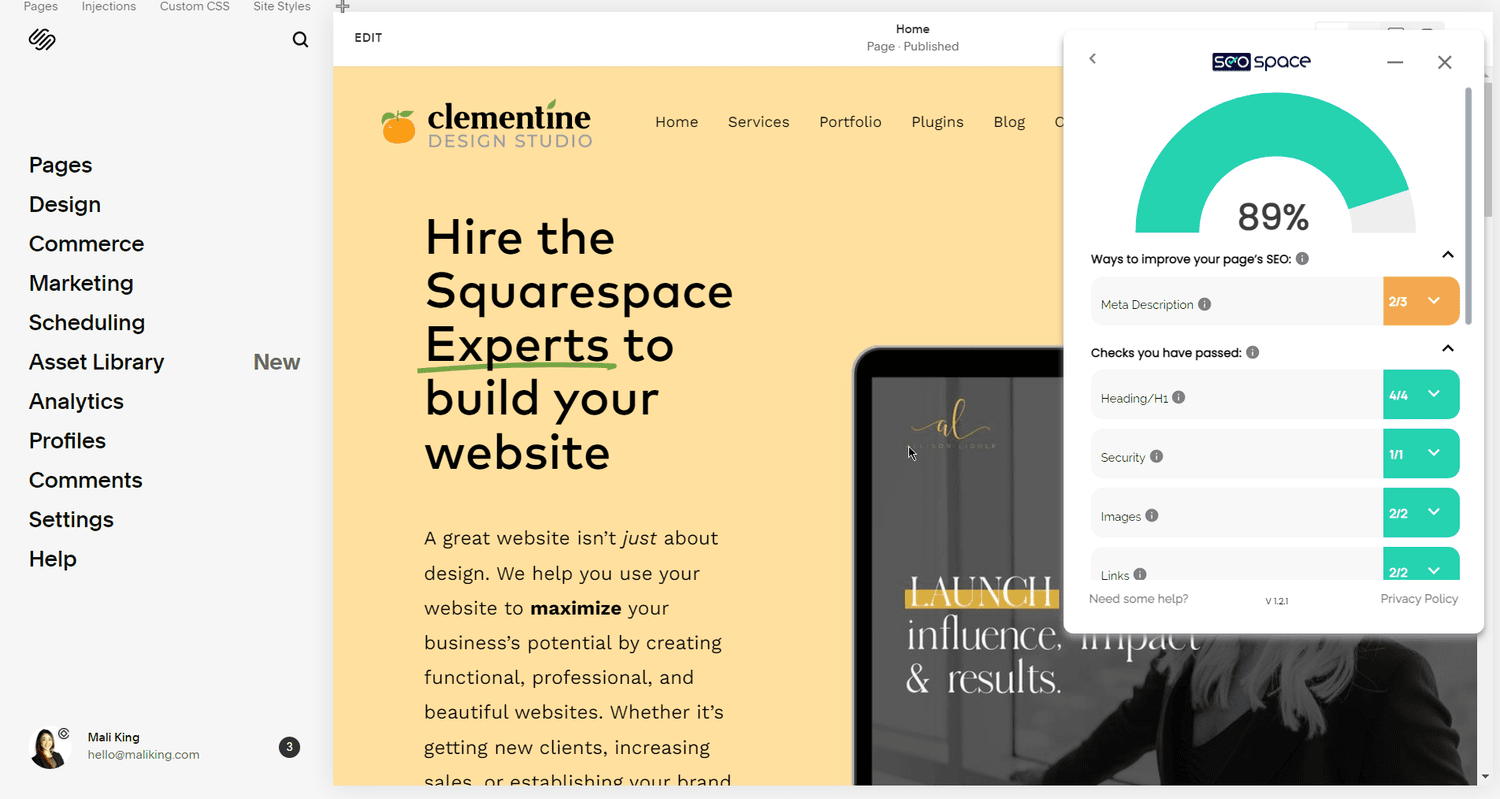 Pages Injections Custom CSS Site Styles
EDIT
Home
Page · Published
Pages
Design
Commerce
Marketing
Scheduling
Asset Library New
Analytics
Profiles
Comments
Settings
Help
Mali King
hello@maliking.com
3
clementine
DESIGN STUDIO
Home Services Portfolio Plugins Blog
Hire the
Squarespace
Experts to
build your
website
A great website isn’t just about
design. We help you use your
website to maximize your
business’s potential by creating
functional, professional, and
beautiful websites. Whether it’s
getting new clients, increasing
sales, or establishing your brand
al
LAUNCH
influence, impact
& results.
seo space
89%
Ways to improve your page’s SEO:
Meta Description 2/3
Checks you have passed:
Heading/H1 4/4
Security 1/1
Images 2/2
Links 2/2
Need some help? V 1.2.1 Privacy Policy